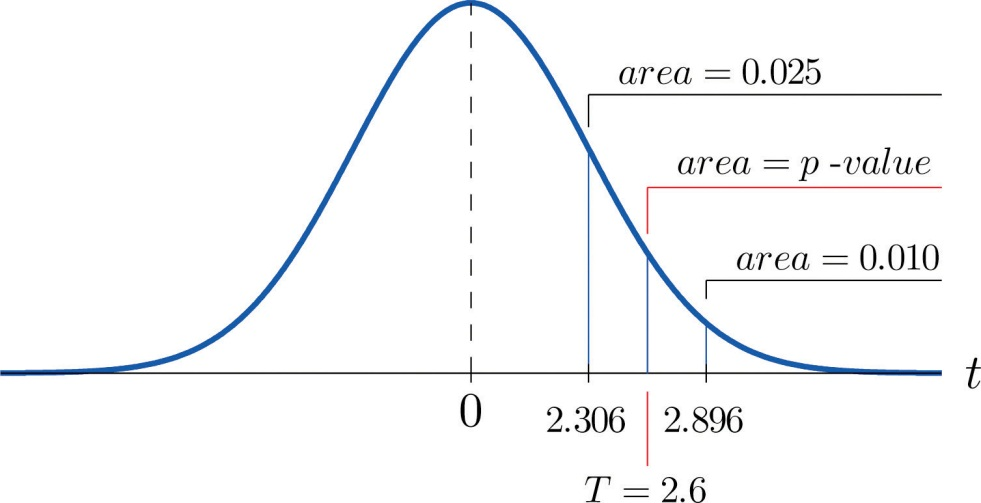 area = 0.025
area = p -value
area = 0.010
t
0
2.306
2.896
T = 2.6